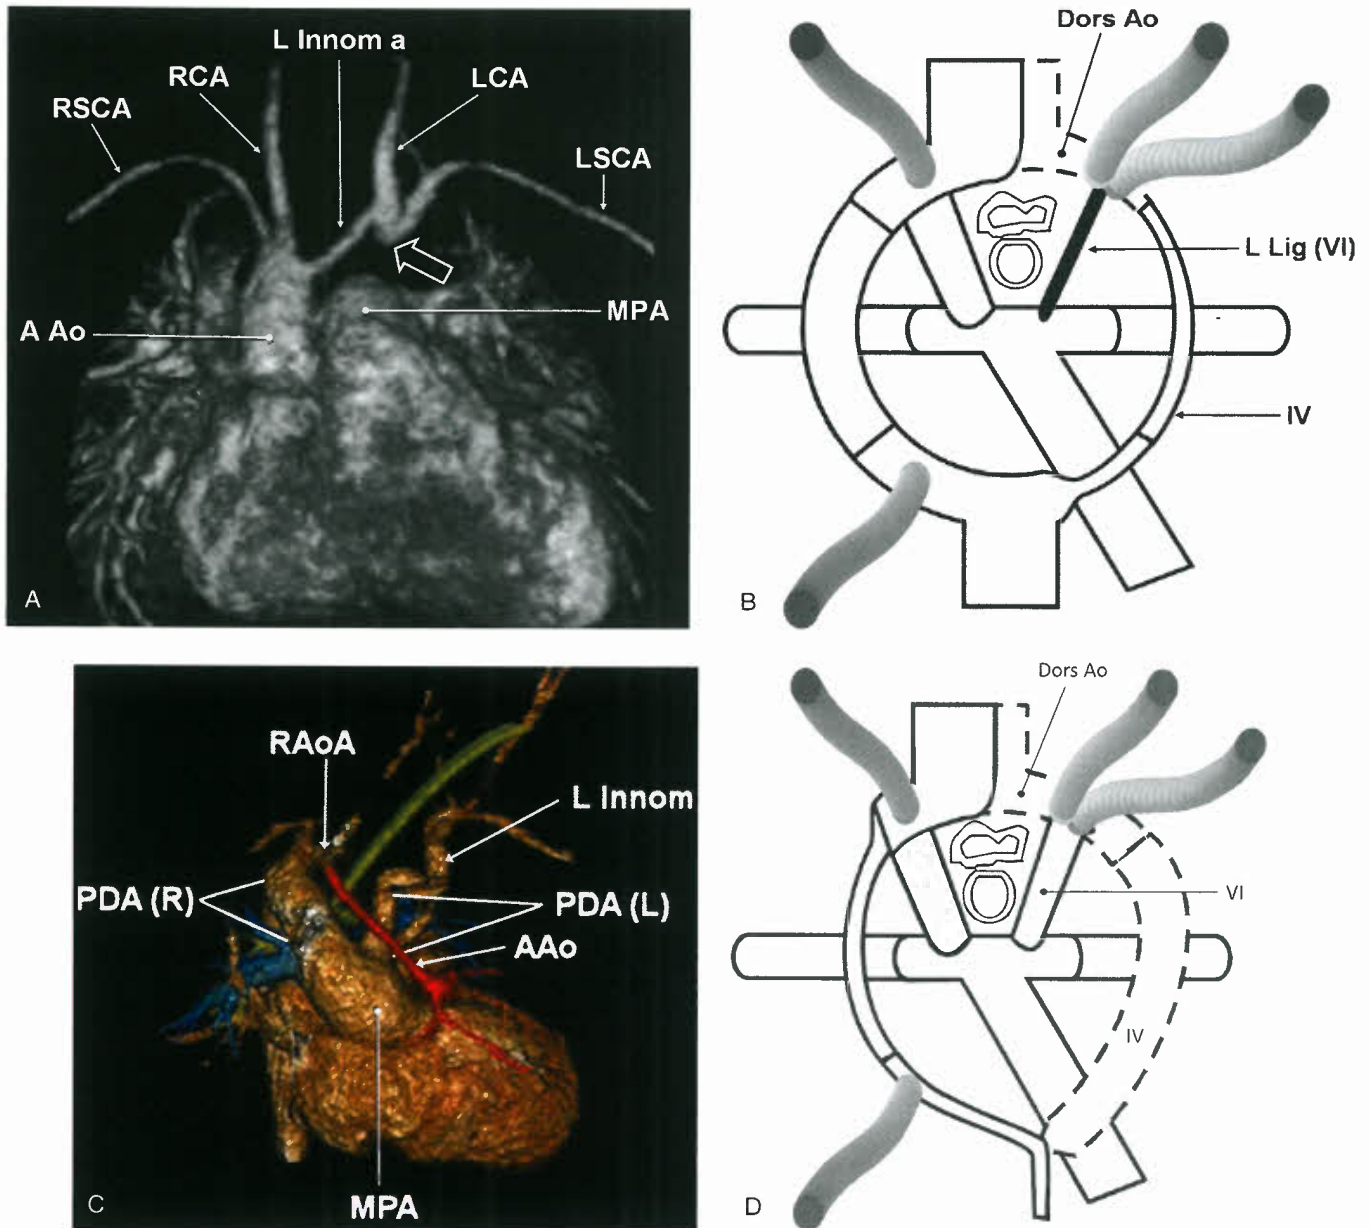 L Innom a
RCA
LCA
RSCA
LSCA
A Ao
MPA
A
Dors Ao
L Lig (VI)
IV
B
RAoA
L Innom
PDA (R)
PDA (L)
AAo
MPA
C
Dors Ao
VI
IV
D